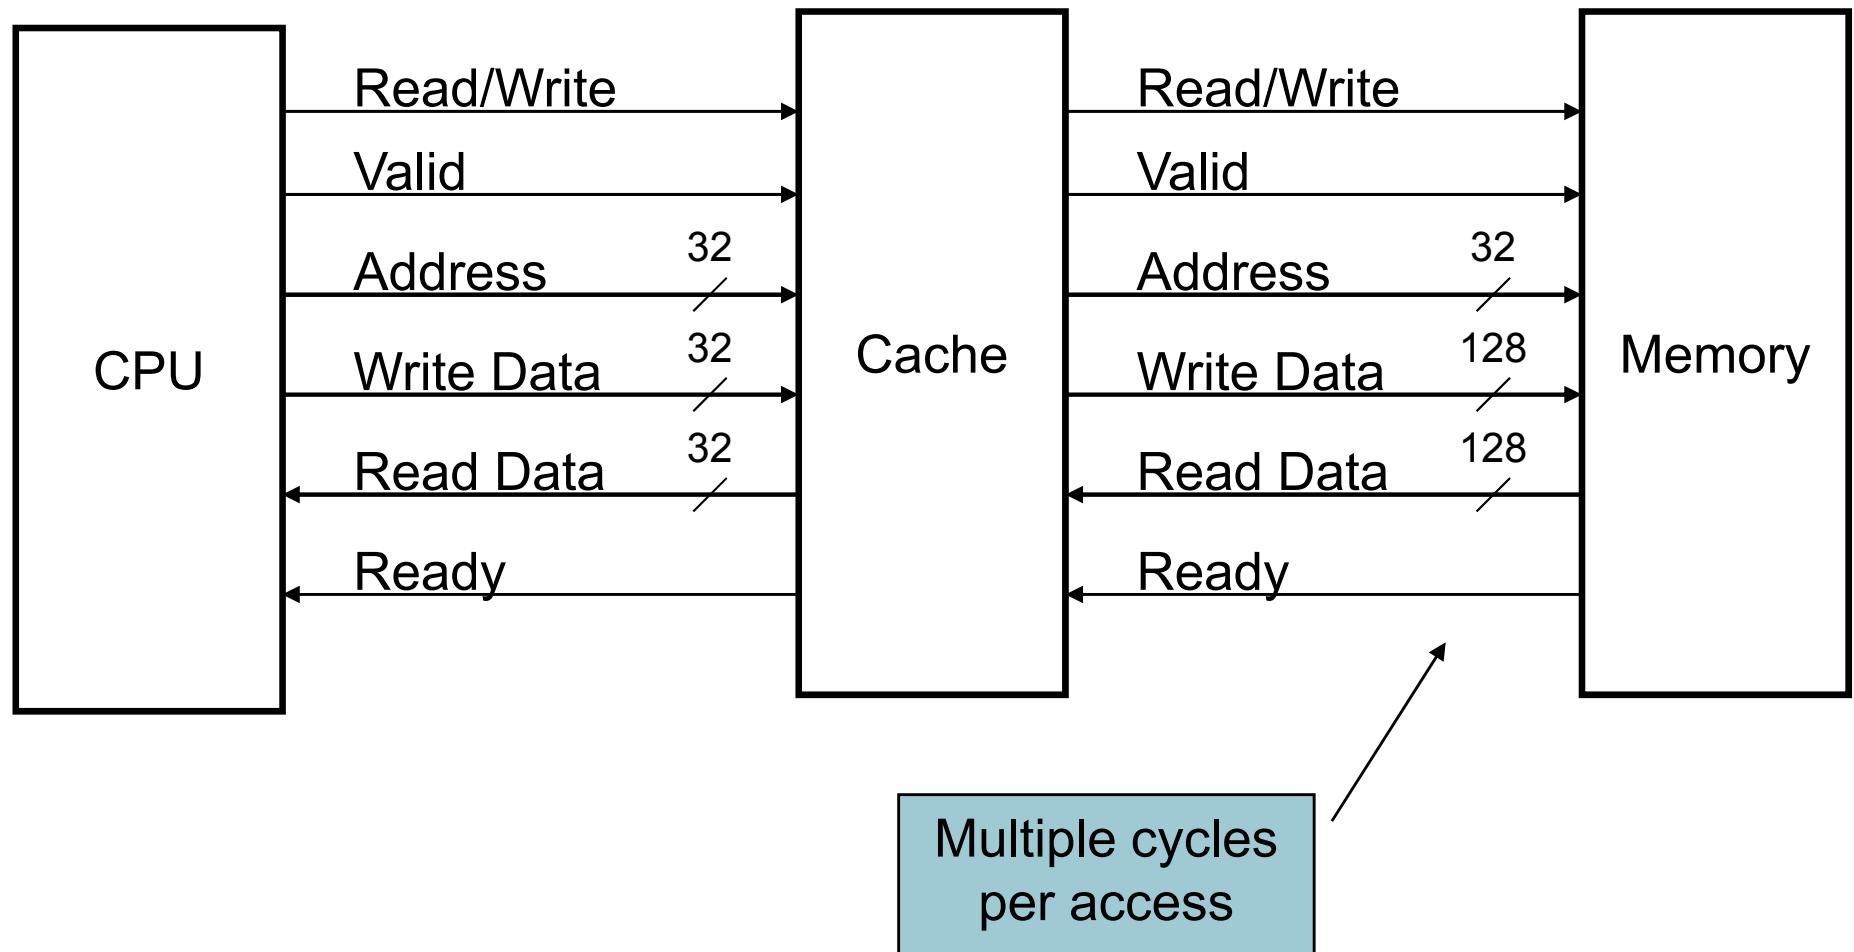 CPU
Read/Write
Valid
Address 32
Write Data 32
Read Data 32
Ready
Cache
Read/Write
Valid
Address 32
Write Data 128
Read Data 128
Ready
Memory
Multiple cycles
per access